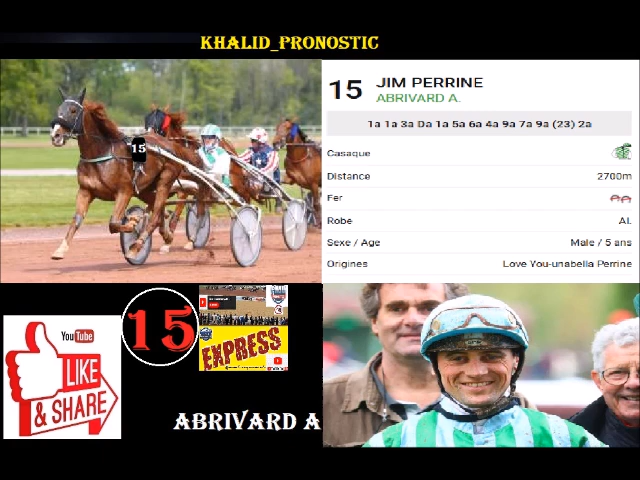 KHALID_PRONOSTIC
15 JIM PERRINE
ABRIVARD A.
1a 1a 3a Da 1a 5a 6a 4a 9a 7a 9a (23) 2a
Casaque
Distance 2700m
Fer
Robe Al.
Sexe / Age Male / 5 ans
Origines Love You-unabella Perrine
15
YouTube
LIKE
& SHARE
15
EXPRESS
ABRIVARD A